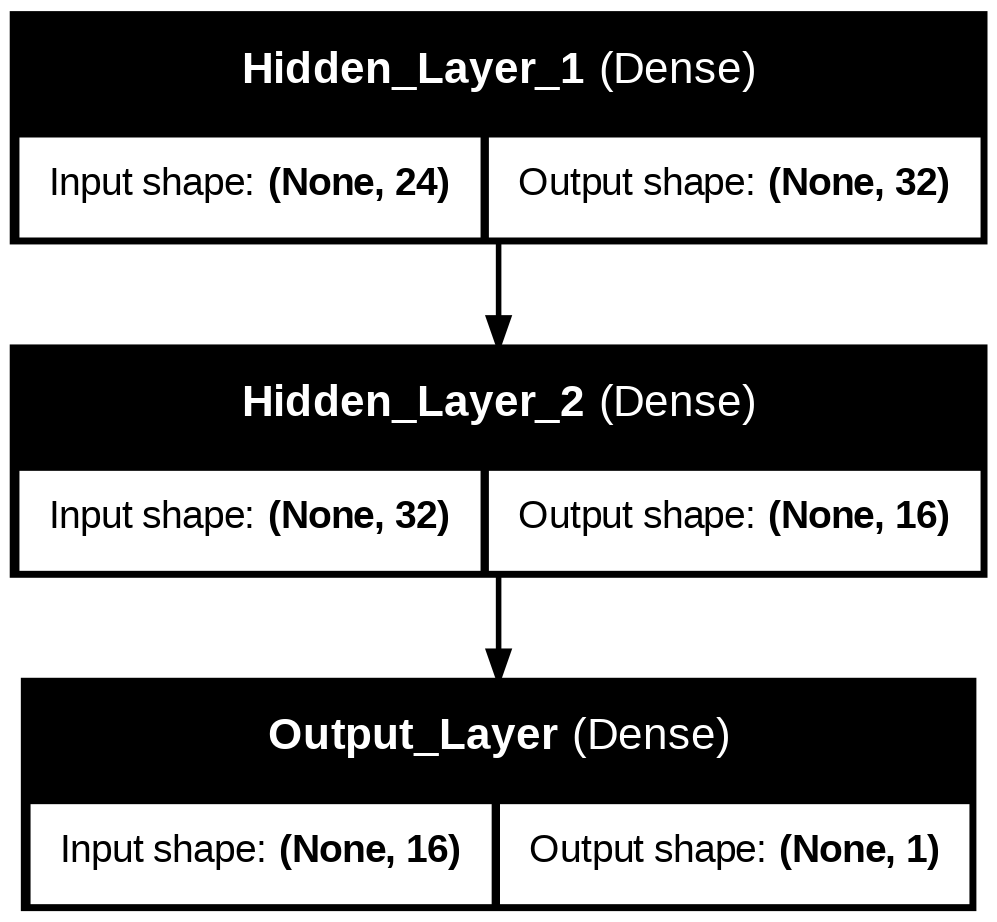 Hidden_Layer_1 (Dense)
Input shape: (None, 24)
Output shape: (None, 32)
Hidden_Layer_2 (Dense)
Input shape: (None, 32)
Output shape: (None, 16)
Output_Layer (Dense)
Input shape: (None, 16)
Output shape: (None, 1)